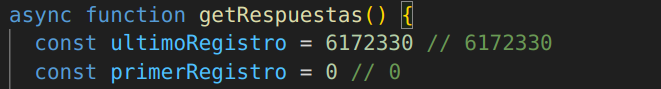 async function getRespuestas() {
const ultimoRegistro = 6172330 // 6172330
const primerRegistro = 0 // 0